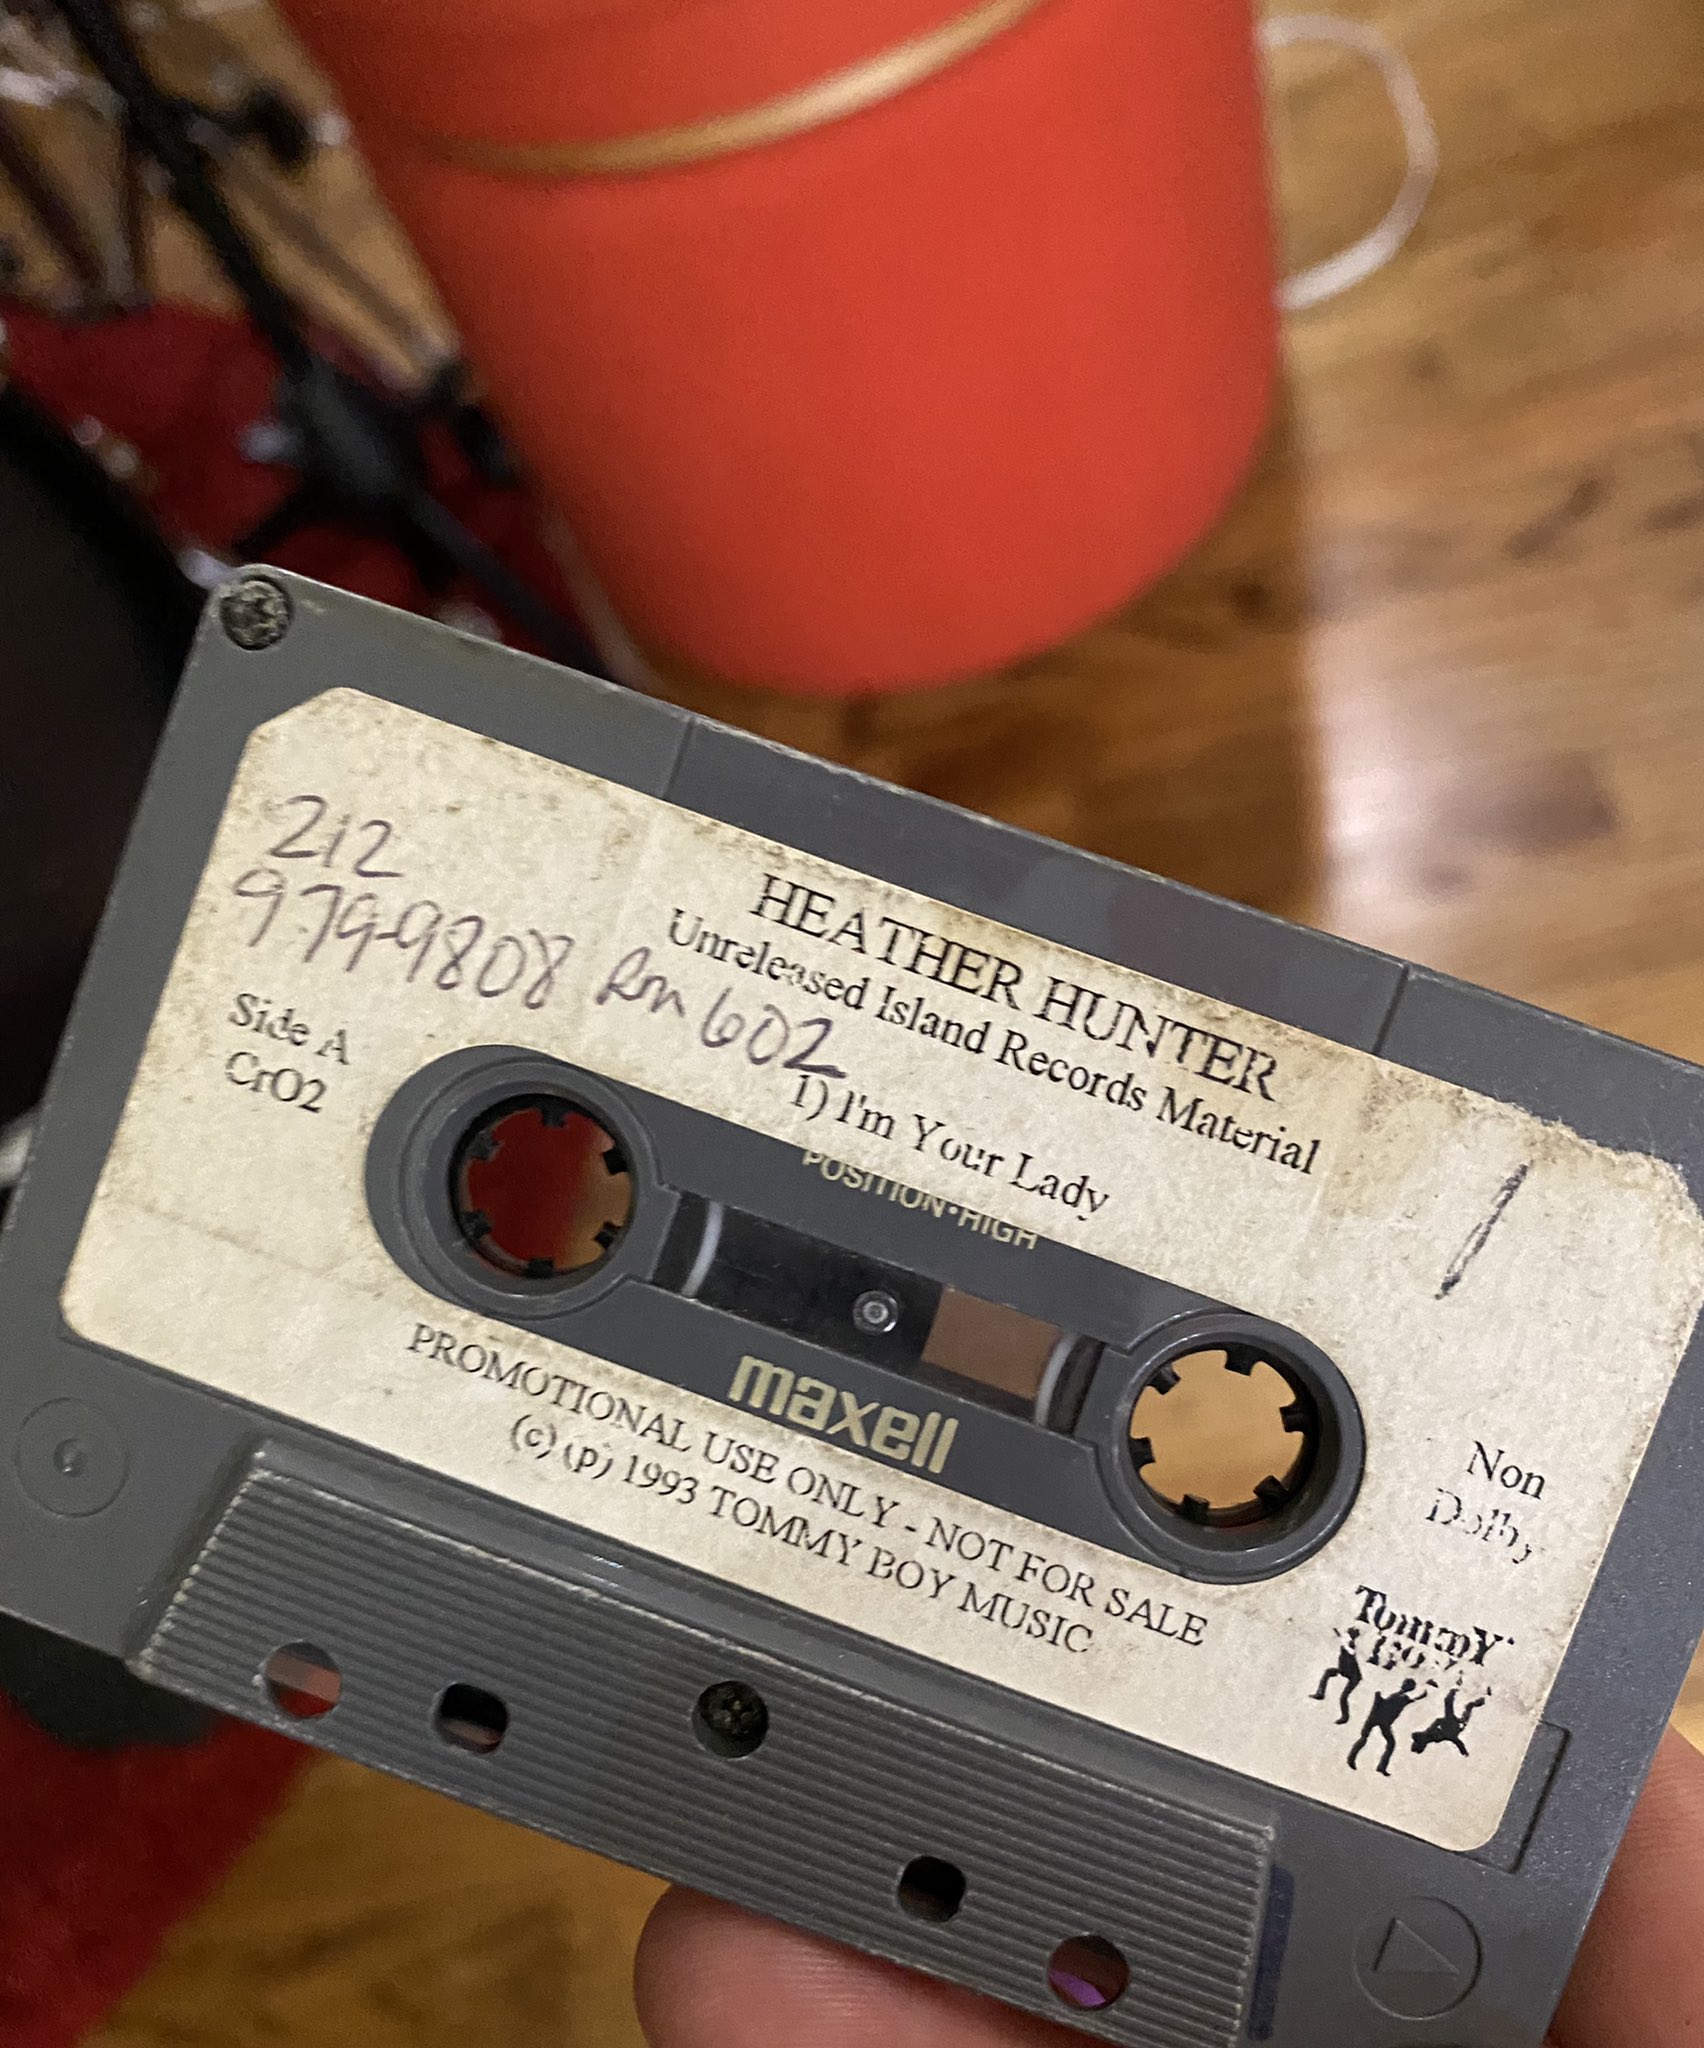 212
979-9808 Rm 602
HEATHER HUNTER
Unreleased Island Records Material
1) I'm Your Lady
Side A
CrO2
POSITION•HIGH
/
maxell
Non
Dolby
PROMOTIONAL USE ONLY - NOT FOR SALE
(c) (p) 1993 TOMMY BOY MUSIC
Tommy
Boy